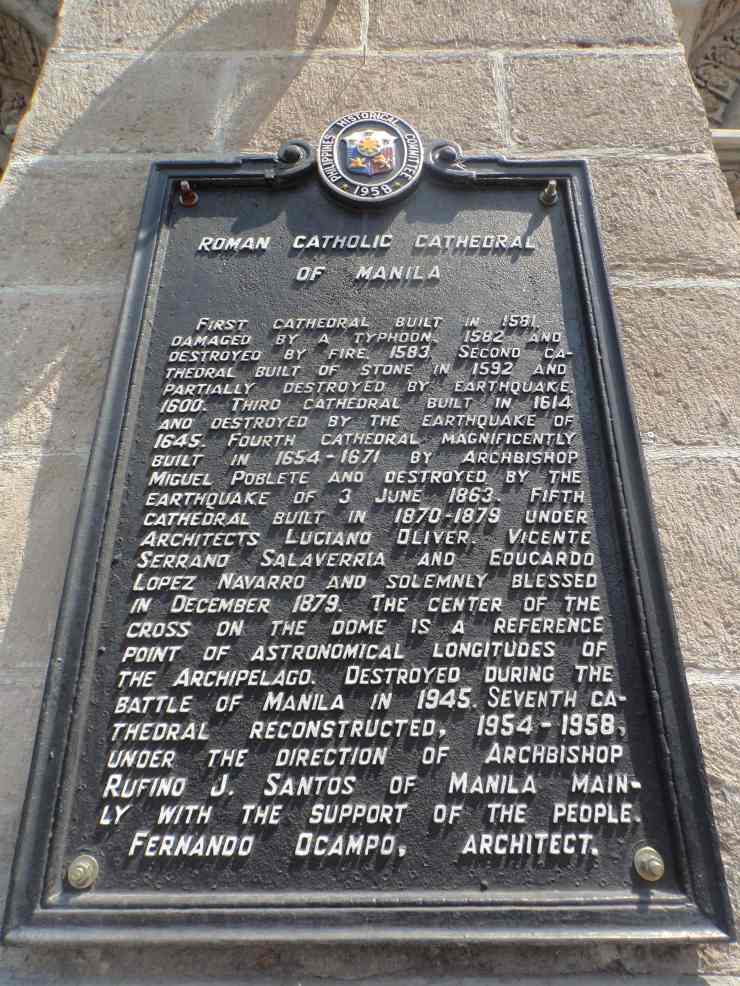 PHILIPPINES HISTORICAL COMMITTEE
1958
ROMAN CATHOLIC CATHEDRAL
OF MANILA
FIRST CATHEDRAL BUILT IN 1581.
DAMAGED BY A TYPHOON, 1582 AND
DESTROYED BY FIRE, 1583. SECOND CA-
THEDRAL BUILT OF STONE IN 1592 AND
PARTIALLY DESTROYED BY EARTHQUAKE,
1600. THIRD CATHEDRAL BUILT IN 1614
AND DESTROYED BY THE EARTHQUAKE OF
1645. FOURTH CATHEDRAL MAGNIFICENTLY
BUILT IN 1654-1671 BY ARCHBISHOP
MIGUEL POBLETE AND DESTROYED BY THE
EARTHQUAKE OF 3 JUNE 1863. FIFTH
CATHEDRAL BUILT IN 1870-1879 UNDER
ARCHITECTS LUCIANO OLIVER, VICENTE
SERRANO SALAVERRIA AND EDUCARDO
LOPEZ NAVARRO AND SOLEMNLY BLESSED
IN DECEMBER 1879. THE CENTER OF THE
CROSS ON THE DOME IS A REFERENCE
POINT OF ASTRONOMICAL LONGITUDES OF
THE ARCHIPELAGO. DESTROYED DURING THE
BATTLE OF MANILA IN 1945. SEVENTH CA-
THEDRAL RECONSTRUCTED, 1954-1958,
UNDER THE DIRECTION OF ARCHBISHOP
RUFINO J. SANTOS OF MANILA MAIN-
LY WITH THE SUPPORT OF THE PEOPLE.
FERNANDO OCAMPO, ARCHITECT.